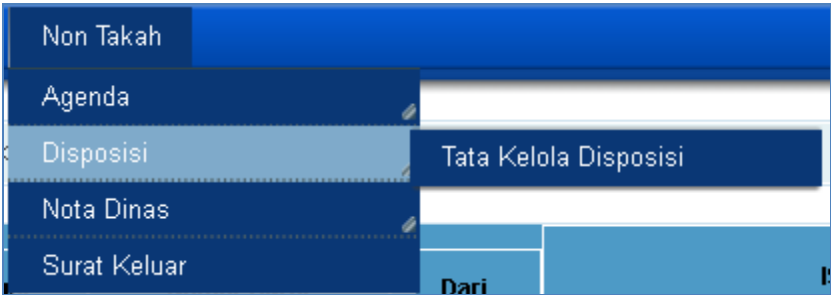 Non Takah
Agenda
Disposisi
Tata Kelola Disposisi
Nota Dinas
Surat Keluar
Dari